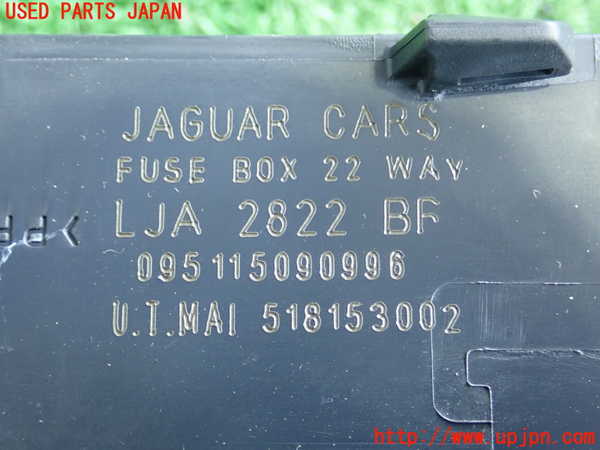 USED PARTS JAPAN
JAGUAR CARS
FUSE BOX 22 WAY
LJA 2822 BF
095115090996
U.T.MAI 518153002
http://www.upjpn.com